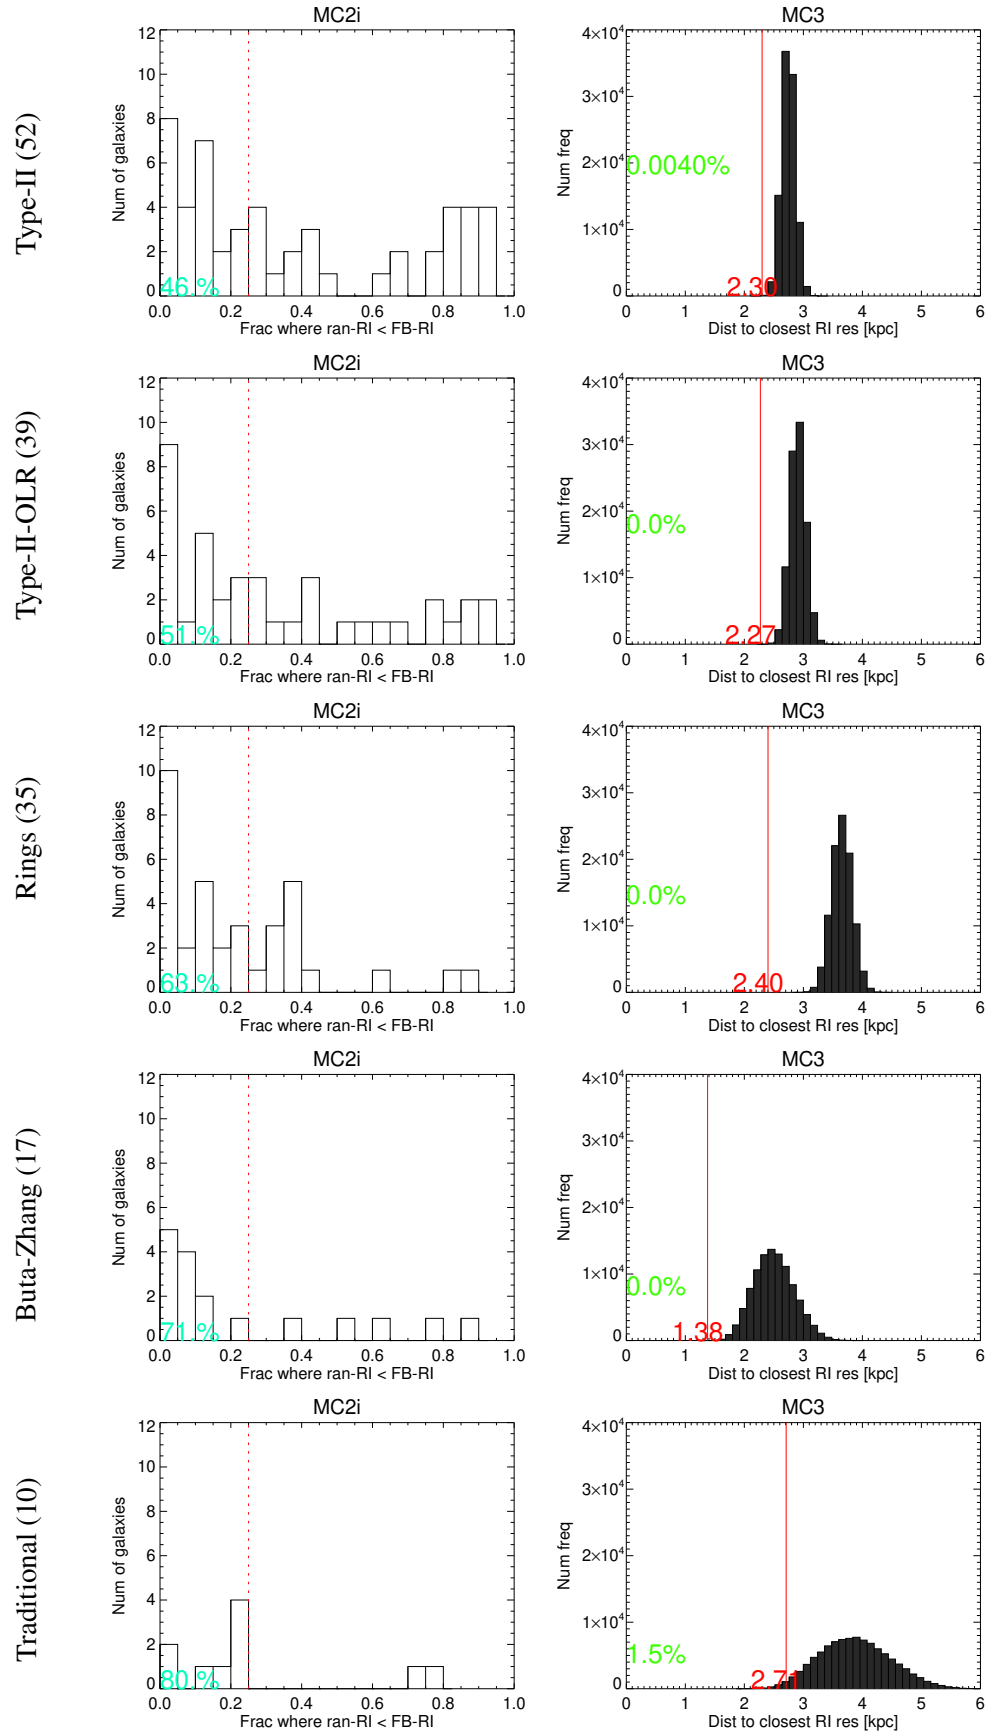 MC2i
MC3
Type-II (52)
Num of galaxies
12
10
8
6
4
2
0
46.%
0.0 0.2 0.4 0.6 0.8 1.0
Frac where ran-RI < FB-RI
Num freq
4×10⁴
3×10⁴
2×10⁴
1×10⁴
0
0.0040%
2.30
0 1 2 3 4 5 6
Dist to closest RI res [kpc]
MC2i
MC3
Type-II-OLR (39)
Num of galaxies
12
10
8
6
4
2
0
51.%
0.0 0.2 0.4 0.6 0.8 1.0
Frac where ran-RI < FB-RI
Num freq
4×10⁴
3×10⁴
2×10⁴
1×10⁴
0
0.0%
2.27
0 1 2 3 4 5 6
Dist to closest RI res [kpc]
MC2i
MC3
Rings (35)
Num of galaxies
12
10
8
6
4
2
0
63.%
0.0 0.2 0.4 0.6 0.8 1.0
Frac where ran-RI < FB-RI
Num freq
4×10⁴
3×10⁴
2×10⁴
1×10⁴
0
0.0%
2.40
0 1 2 3 4 5 6
Dist to closest RI res [kpc]
MC2i
MC3
Buta-Zhang (17)
Num of galaxies
12
10
8
6
4
2
0
71.%
0.0 0.2 0.4 0.6 0.8 1.0
Frac where ran-RI < FB-RI
Num freq
4×10⁴
3×10⁴
2×10⁴
1×10⁴
0
0.0%
1.38
0 1 2 3 4 5 6
Dist to closest RI res [kpc]
MC2i
MC3
Traditional (10)
Num of galaxies
12
10
8
6
4
2
0
80.%
0.0 0.2 0.4 0.6 0.8 1.0
Frac where ran-RI < FB-RI
Num freq
4×10⁴
3×10⁴
2×10⁴
1×10⁴
0
1.5%
2.71
0 1 2 3 4 5 6
Dist to closest RI res [kpc]